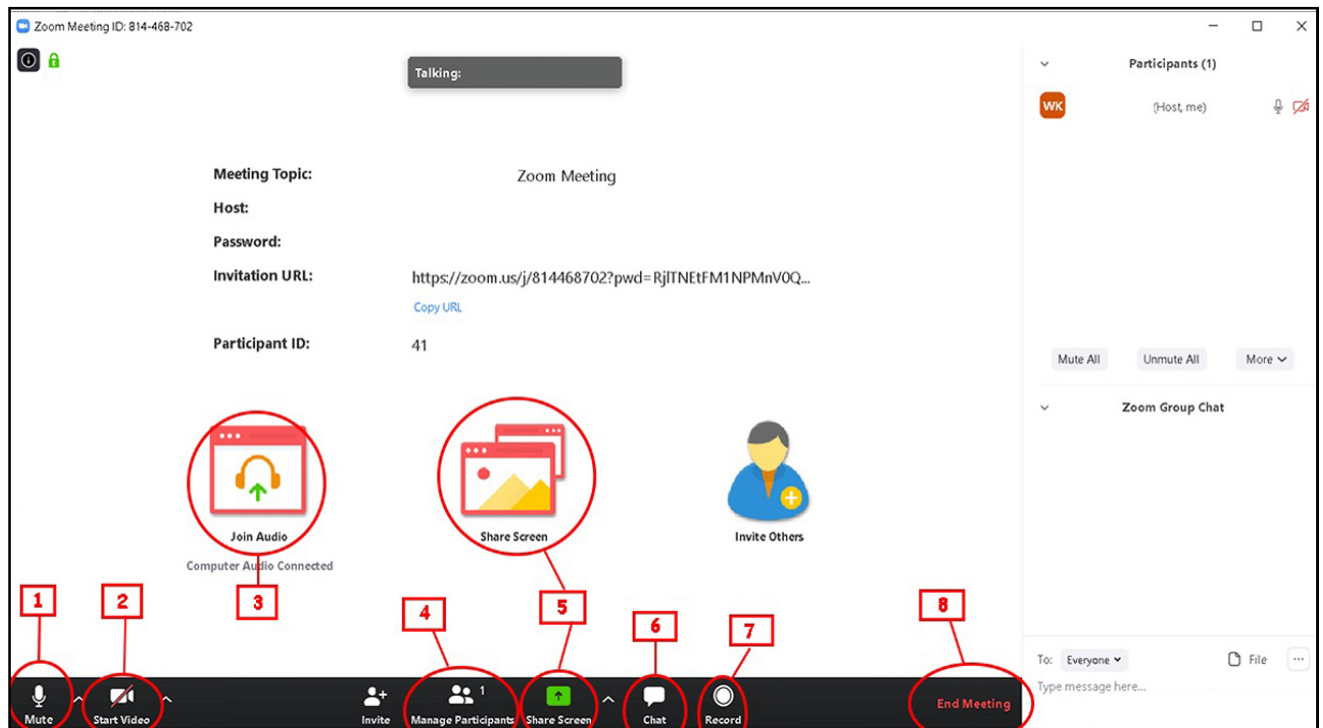 Zoom Meeting ID: 814-468-702
Talking:
Participants (1)
WK
(Host, me)
Meeting Topic:
Zoom Meeting
Host:
Password:
Invitation URL:
https://zoom.us/j/814468702?pwd=RjlTNEtFM1NPMnV0Q...
Copy URL
Participant ID:
41
Mute All
Unmute All
More
Zoom Group Chat
Join Audio
Computer Audio Connected
Share Screen
Invite Others
1
2
3
4
5
6
7
8
To: Everyone
File
...
Type message here...
Mute
Start Video
Invite
Manage Participants
1
Share Screen
Chat
Record
End Meeting